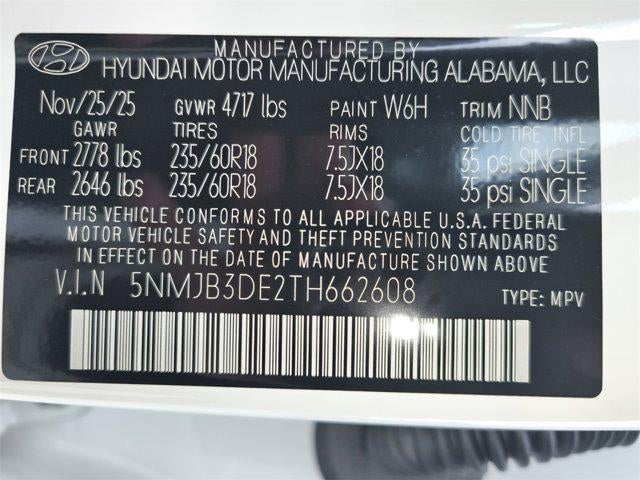 MANUFACTURED BY
HYUNDAI MOTOR MANUFACTURING ALABAMA, LLC
Nov/25/25 GVWR 4717 lbs PAINT W6H TRIM NNB
GAWR TIRES RIMS COLD TIRE INFL
FRONT 2778 lbs 235/60R18 7.5JX18 35 psi SINGLE
REAR 2646 lbs 235/60R18 7.5JX18 35 psi SINGLE
THIS VEHICLE CONFORMS TO ALL APPLICABLE U.S.A. FEDERAL
MOTOR VEHICLE SAFETY AND THEFT PREVENTION STANDARDS
IN EFFECT ON THE DATE OF MANUFACTURE SHOWN ABOVE
V.I.N 5NMJB3DE2TH662608 TYPE: MPV